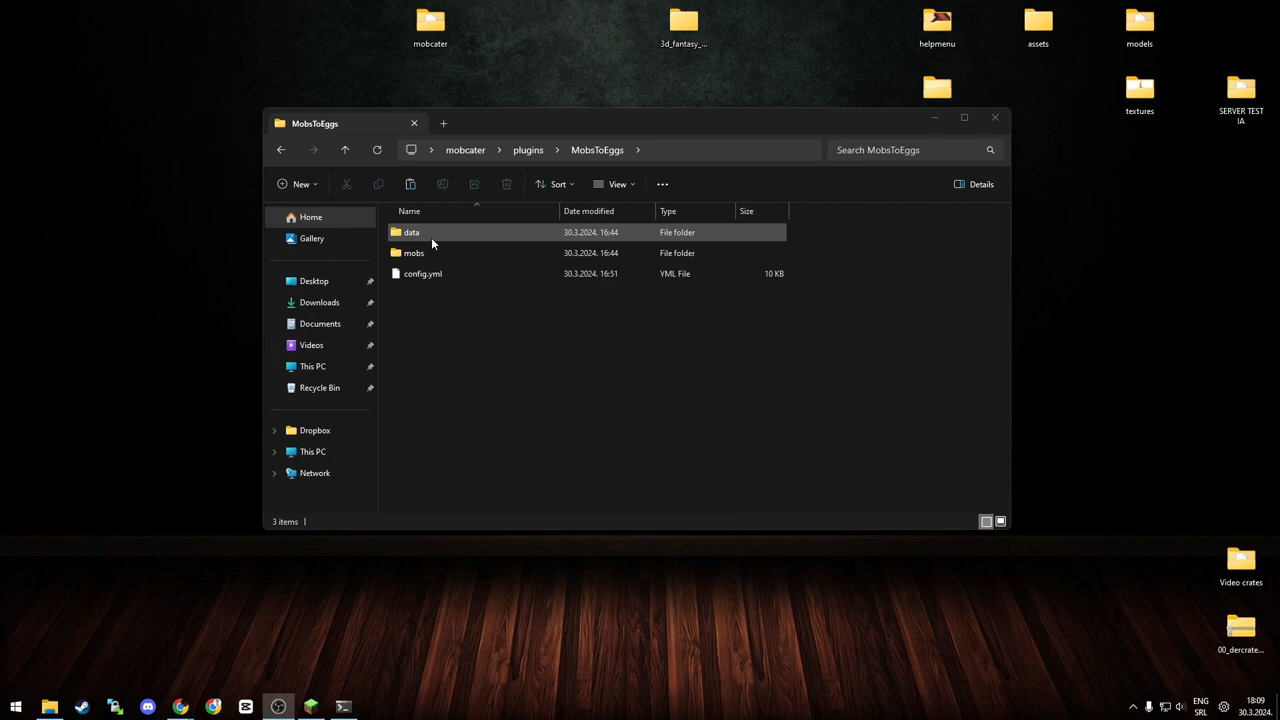 mobcater
3d_fantasy_...
helpmenu
assets
models
textures
SERVER TEST
IA
MobsToEggs
mobcater
plugins
MobsToEggs
Search MobsToEggs
New
Sort
View
Details
Name
Date modified
Type
Size
Home
Gallery
Desktop
Downloads
Documents
Videos
This PC
Recycle Bin
Dropbox
This PC
Network
data 30.3.2024. 16:44 File folder
mobs 30.3.2024. 16:44 File folder
config.yml 30.3.2024. 16:51 YML File 10 KB
3 items
Video crates
00_dercrate...
ENG
SRL
18:09
30.3.2024.